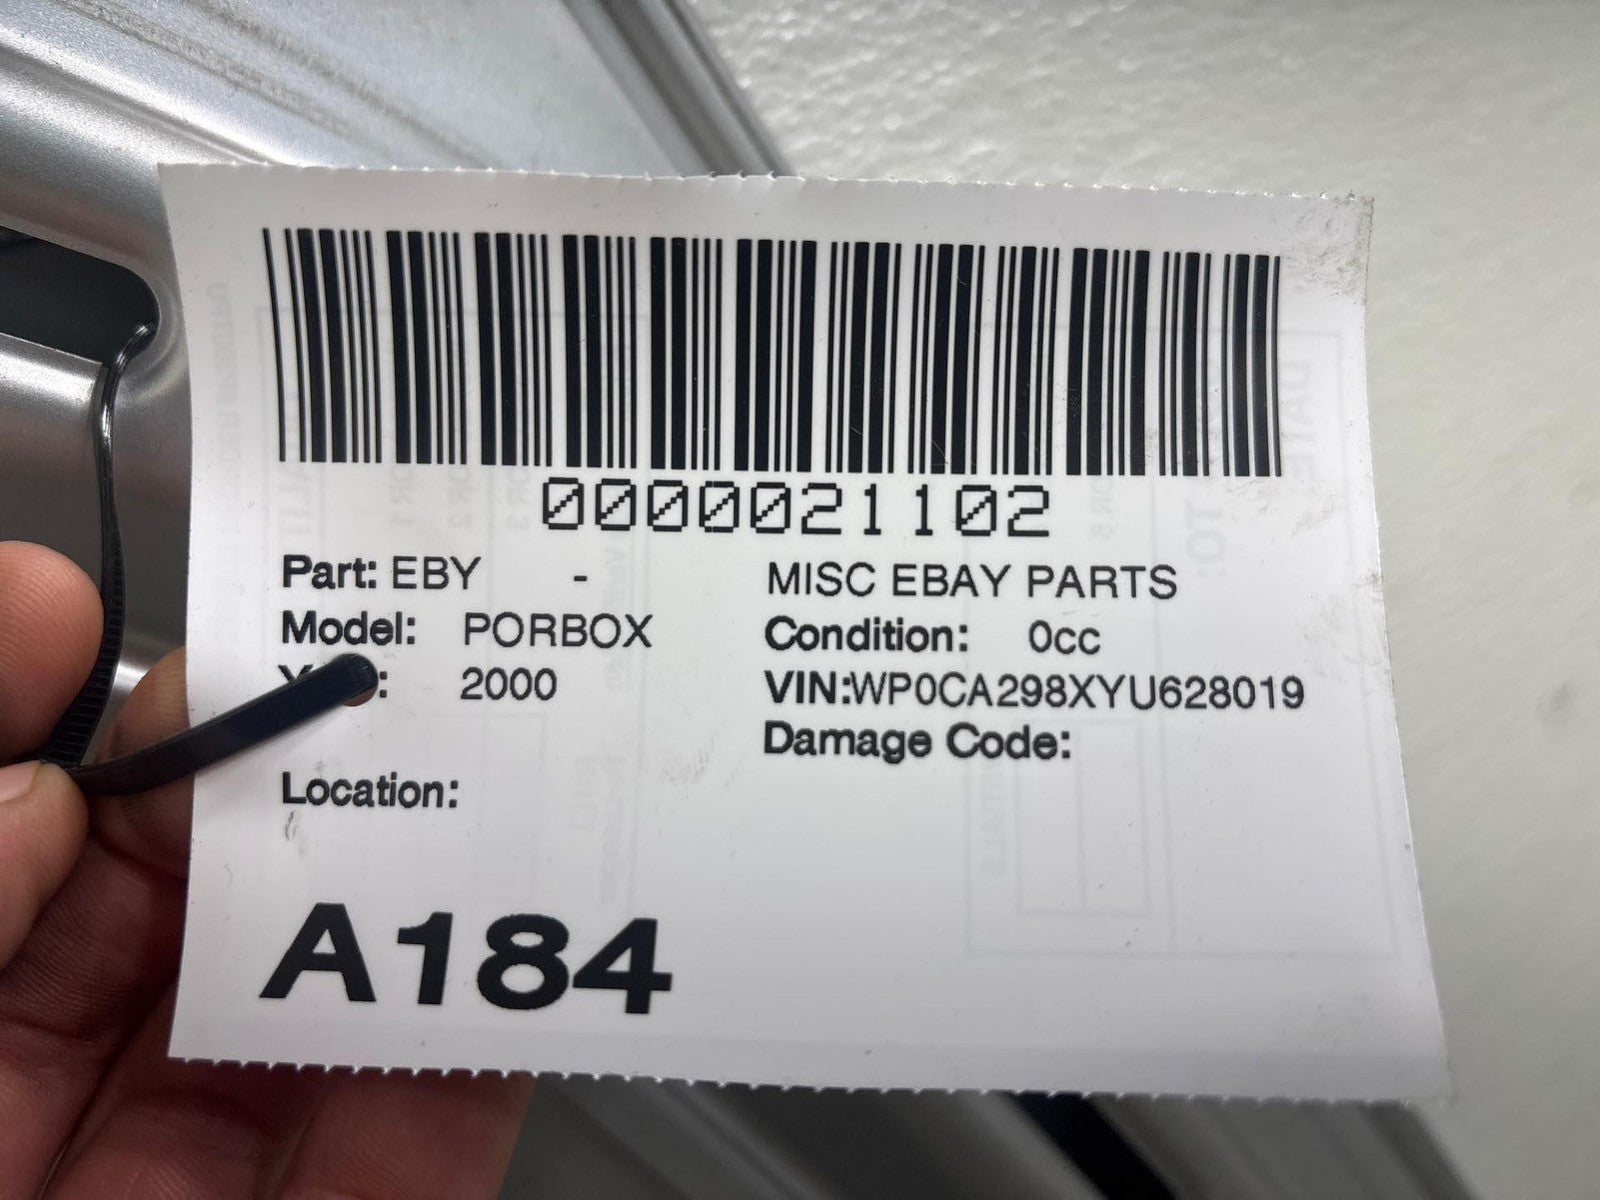 0000021102
Part: EBY - MISC EBAY PARTS
Model: PORBOX Condition: 0cc
2000 VIN:WP0CA298XYU628019
Damage Code:
Location:
A184